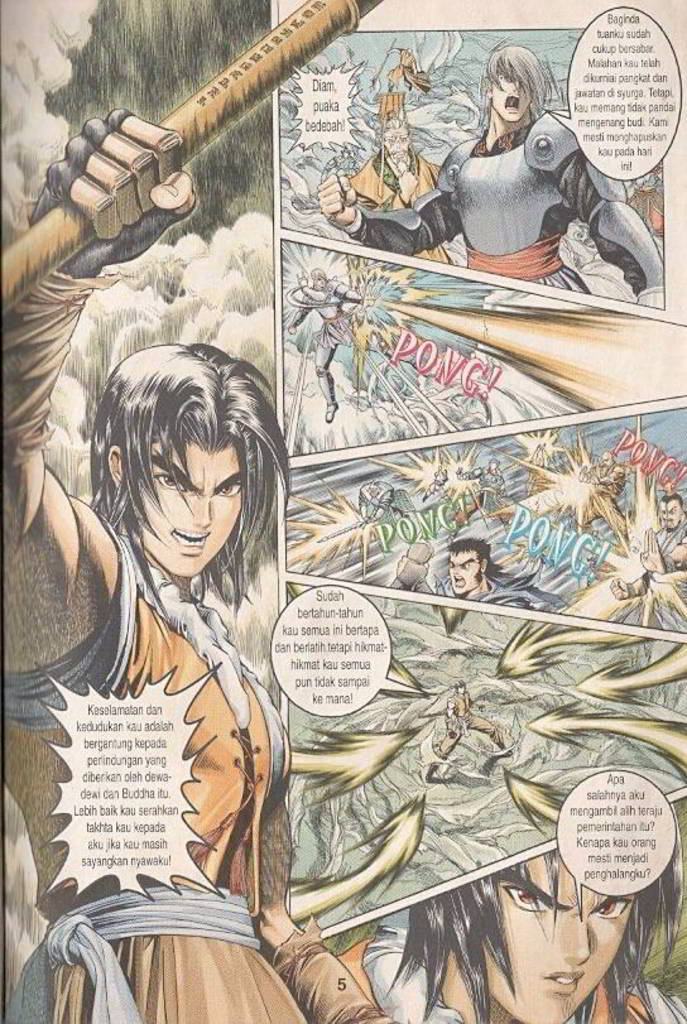 Keselamatan dan
kedudukan kau adalah
bergantung kepada
perlindungan yang
diberikan oleh dewa-
dewi dan Buddha itu.
Lebih baik kau serahkan
takhta kau kepada
aku jika kau masih
sayangkan nyawaku!
Diam,
puaka
bedebah!
Baginda
tuanku sudah
cukup bersabar.
Malahan kau telah
dikurniai pangkat dan
jawatan di syurga. Tetapi,
kau memang tidak pandai
mengenang budi. Kami
mesti menghapuskan
kau pada hari
ini!
PONG!
PONG!
PONG!
PONG!
Sudah
bertahun-tahun
kau semua ini bertapa
dan berlatih.tetapi hikmat-
hikmat kau semua
pun tidak sampai
ke mana!
Apa
salahnya aku
mengambil alih teraju
pemerintahan itu?
Kenapa kau orang
mesti menjadi
penghalangku?
5